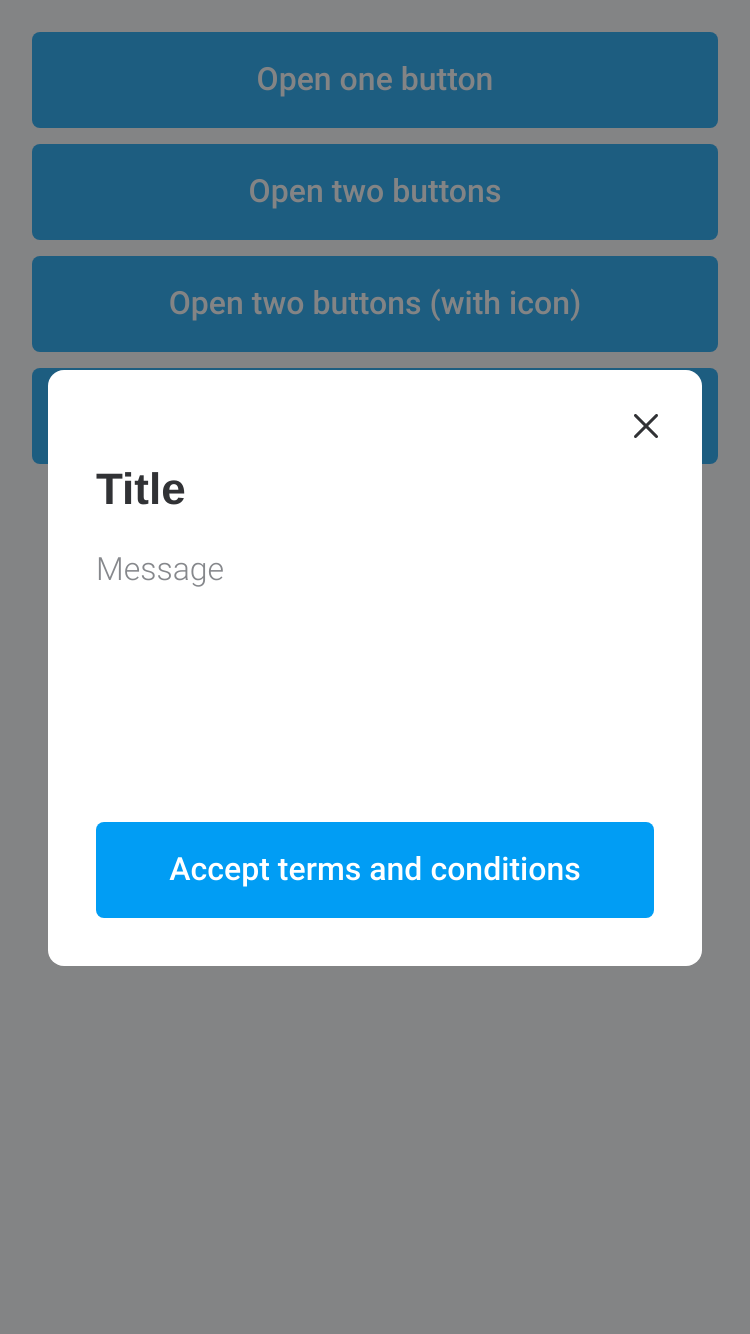 Open one button
Open two buttons
Open two buttons (with icon)
Title
Message
Accept terms and conditions